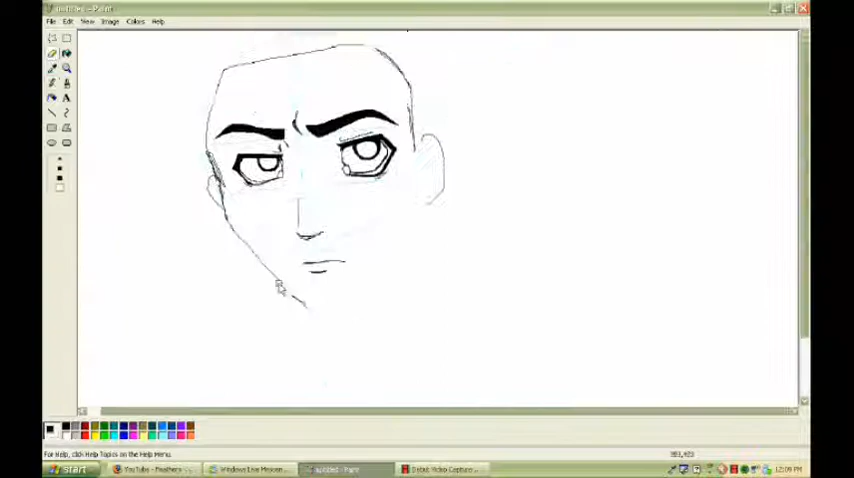 untitled - Paint
File Edit View Image Colors Help
A
For Help, click Help Topics on the Help Menu.
start YouTube - Feathers - ... Windows Live Messen... untitled - Paint Debut Video Capture ... 12:09 PM